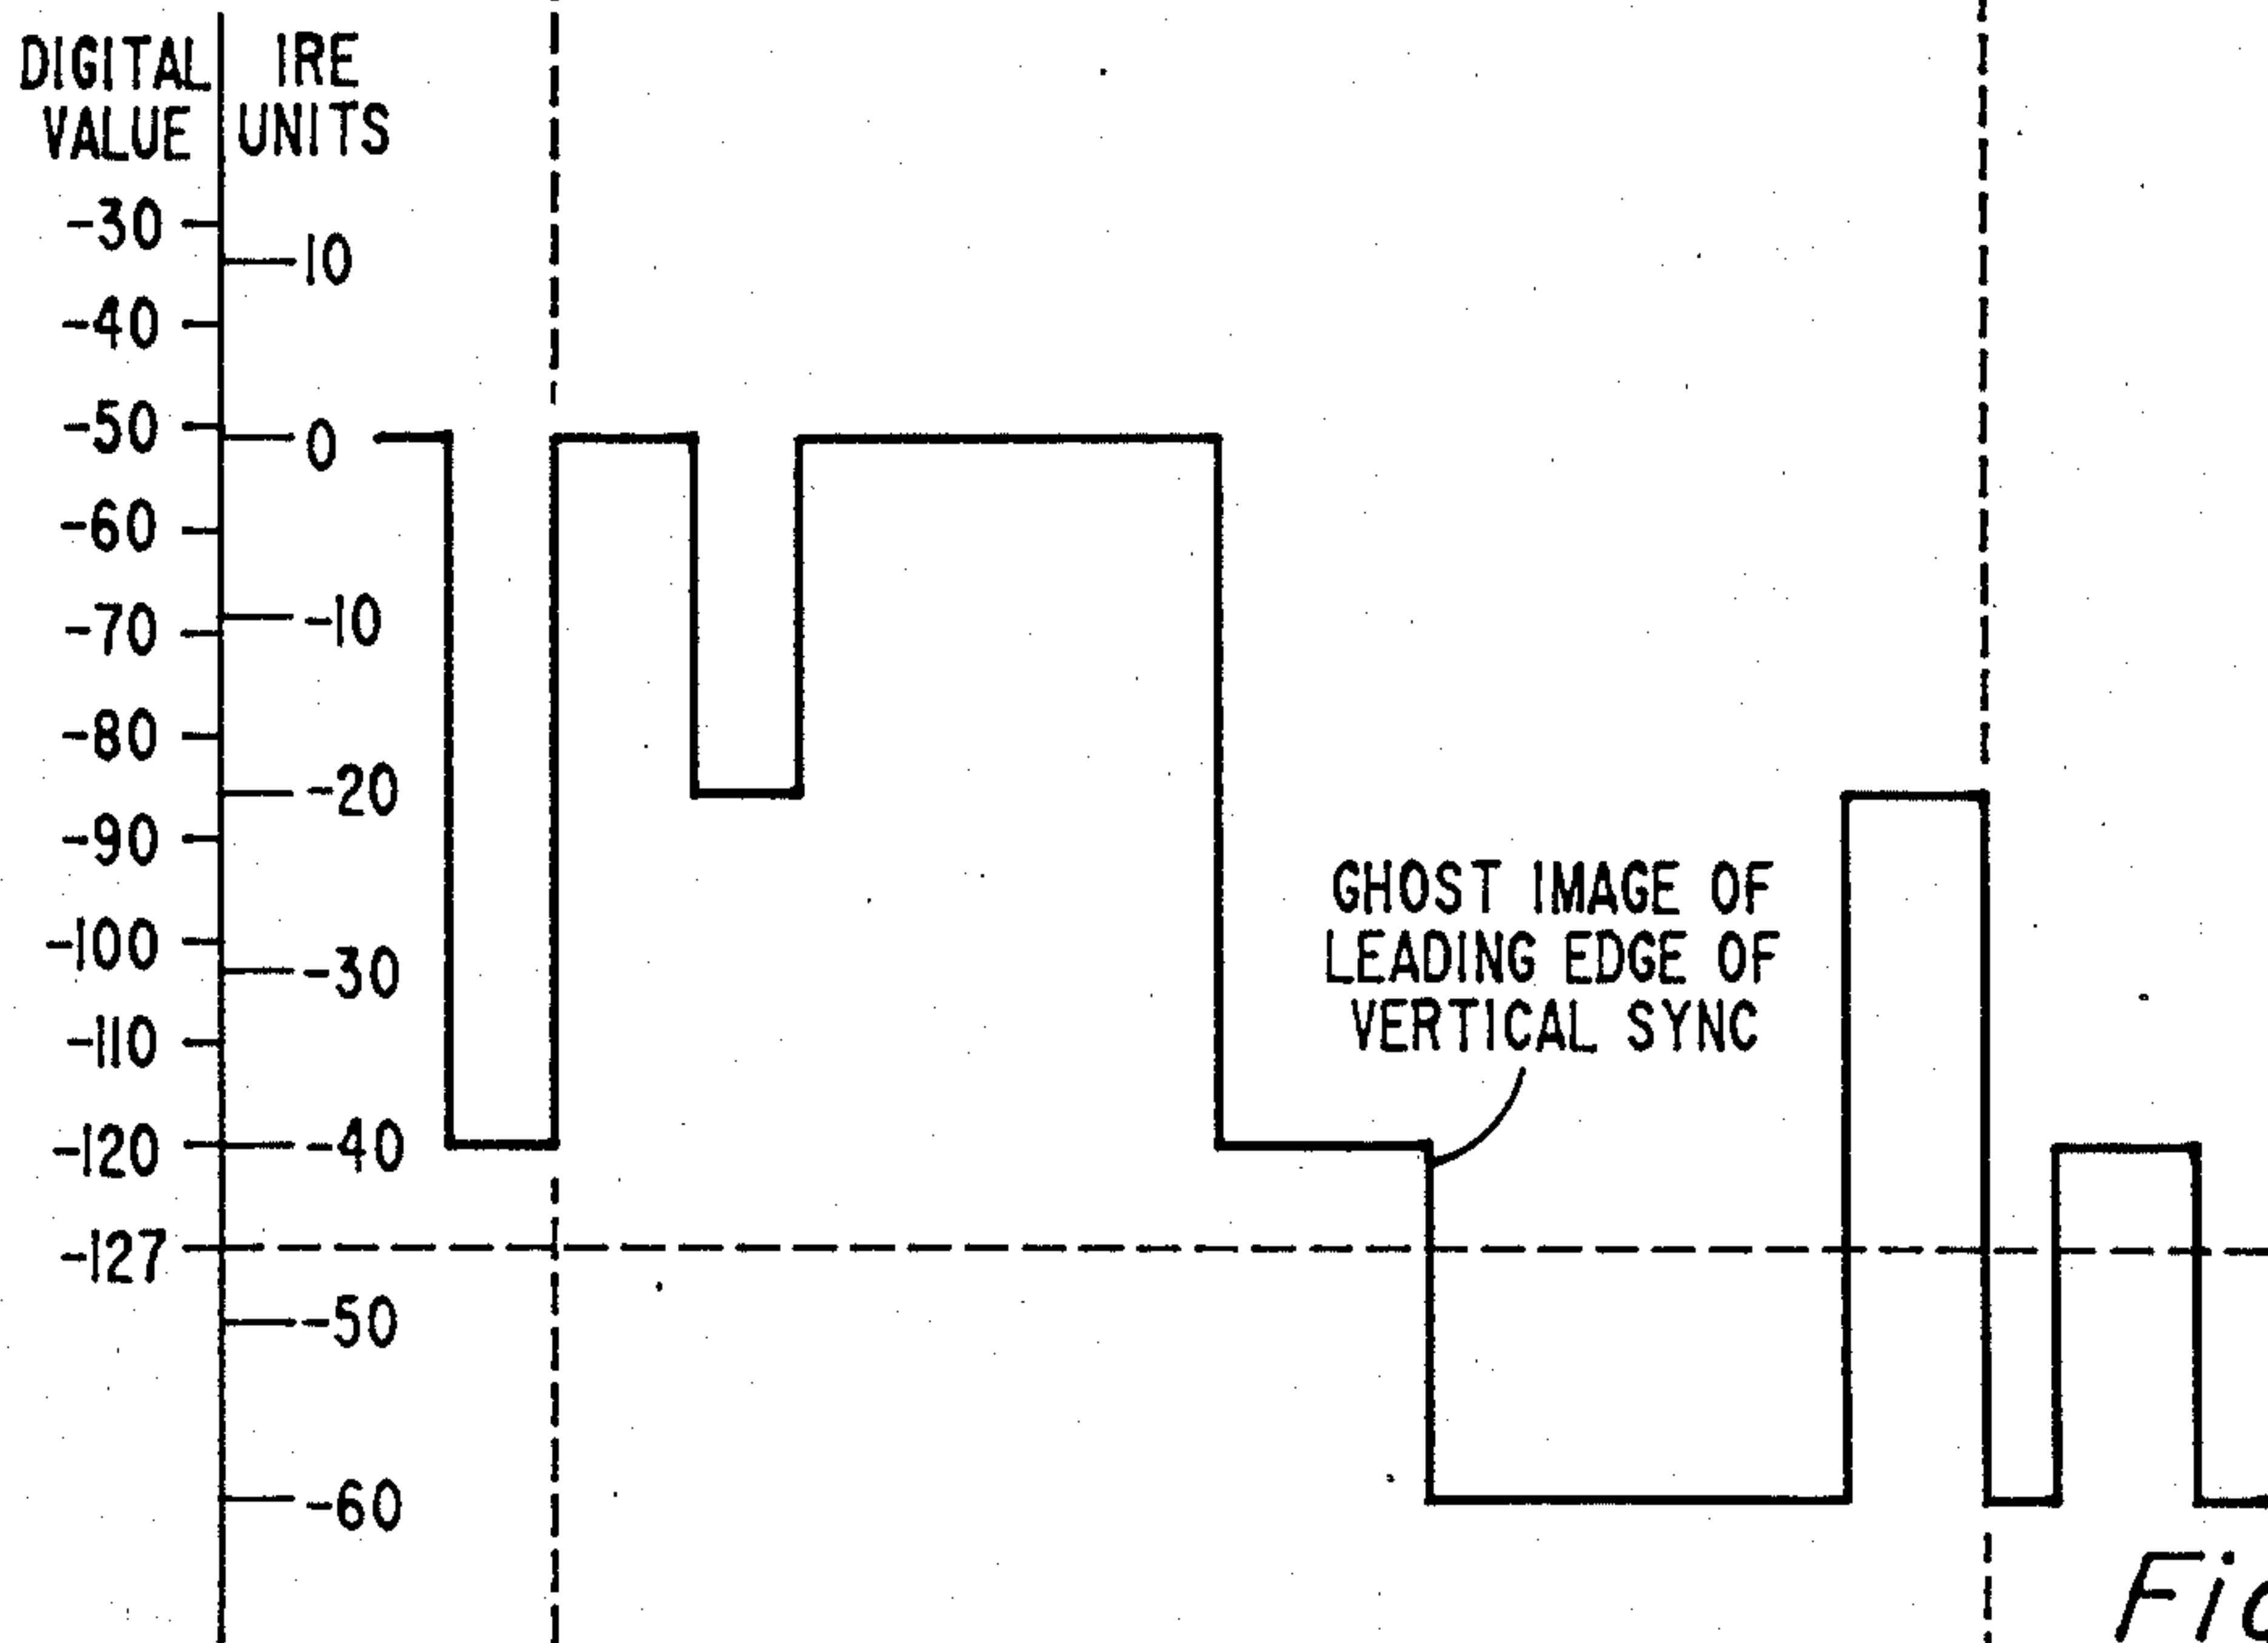 DIGITAL
VALUE
IRE
UNITS
-30
-40
-50
-60
-70
-80
-90
-100
-110
-120
-127
10
0
-10
-20
-30
-40
-50
-60
GHOST IMAGE OF
LEADING EDGE OF
VERTICAL SYNC